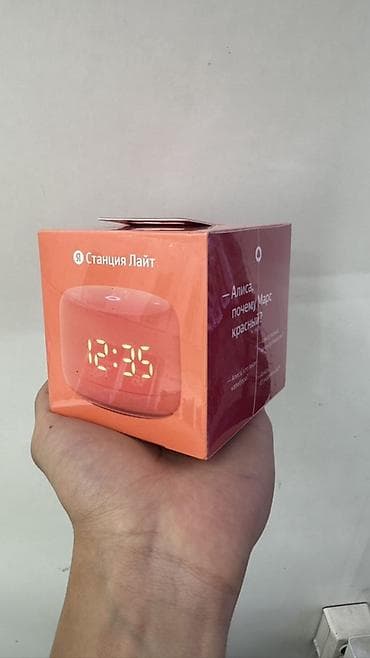 Я Станция Лайт
12:35
— Алиса,
почему Марс
красный?